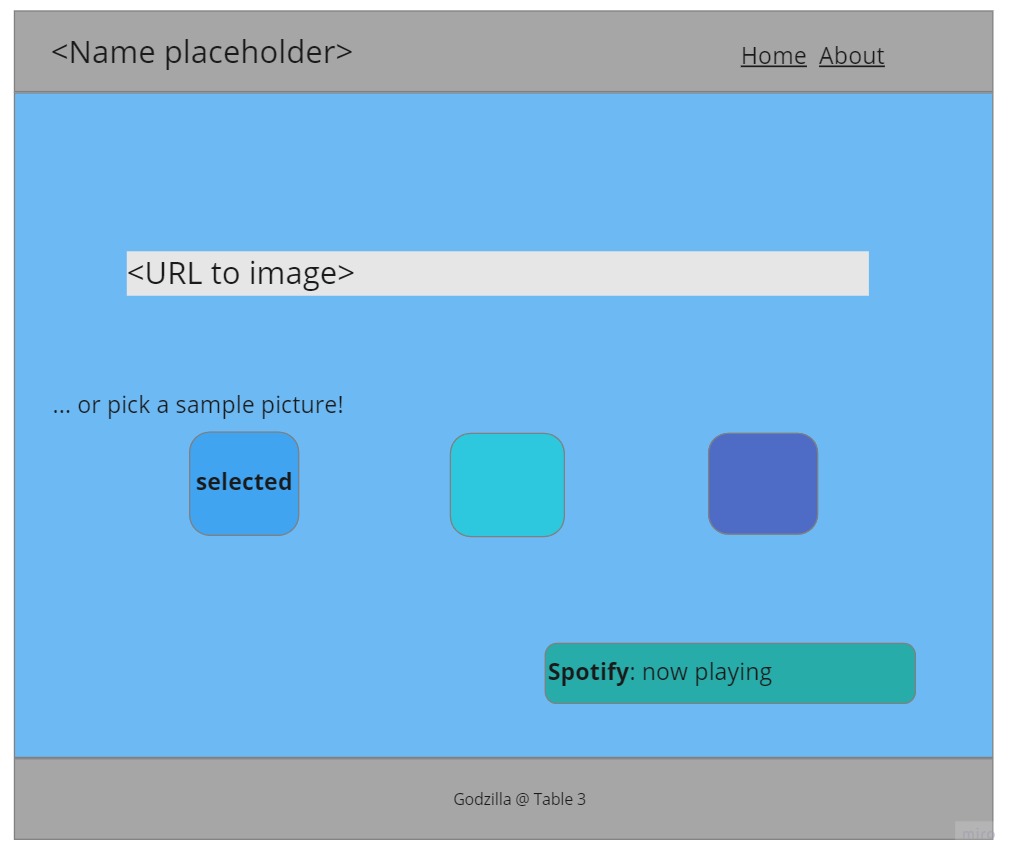 <Name placeholder>
Home About
<URL to image>
... or pick a sample picture!
selected
Spotify: now playing
Godzilla @ Table 3
miro